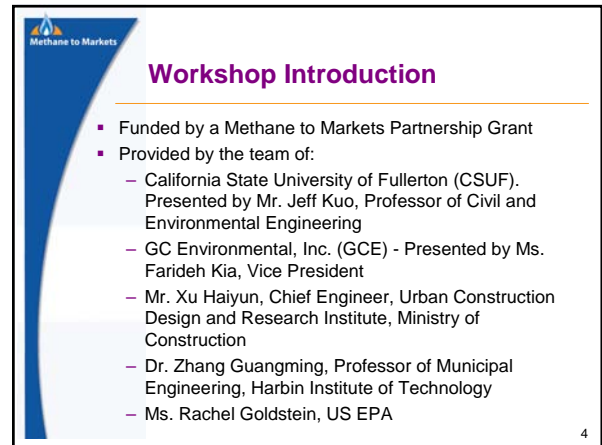 Methane to Markets
Workshop Introduction
▪ Funded by a Methane to Markets Partnership Grant
▪ Provided by the team of:
– California State University of Fullerton (CSUF).
Presented by Mr. Jeff Kuo, Professor of Civil and
Environmental Engineering
– GC Environmental, Inc. (GCE) - Presented by Ms.
Farideh Kia, Vice President
– Mr. Xu Haiyun, Chief Engineer, Urban Construction
Design and Research Institute, Ministry of
Construction
– Dr. Zhang Guangming, Professor of Municipal
Engineering, Harbin Institute of Technology
– Ms. Rachel Goldstein, US EPA
4